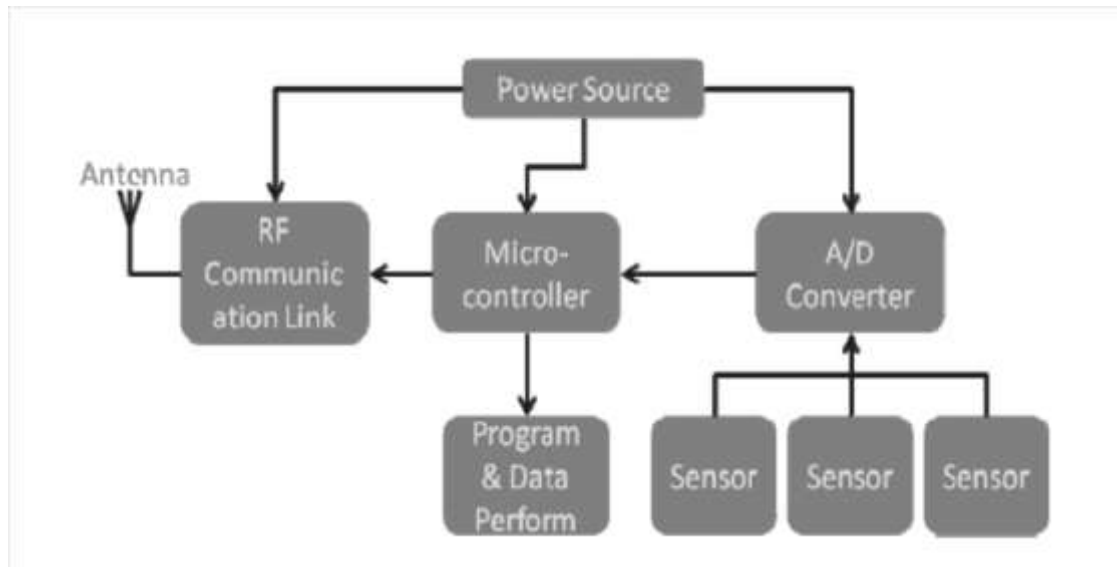 Power Source
Antenna
RF
Communic
ation Link
Micro-
controller
A/D
Converter
Program
& Data
Perform
Sensor
Sensor
Sensor